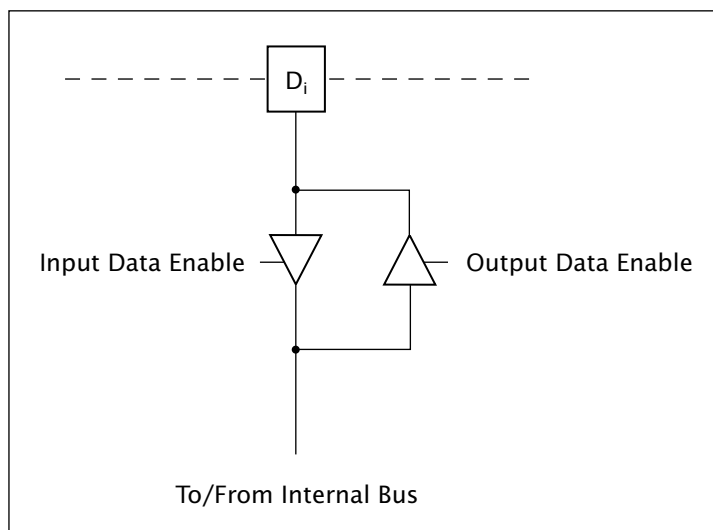 Di
Input Data Enable
Output Data Enable
To/From Internal Bus